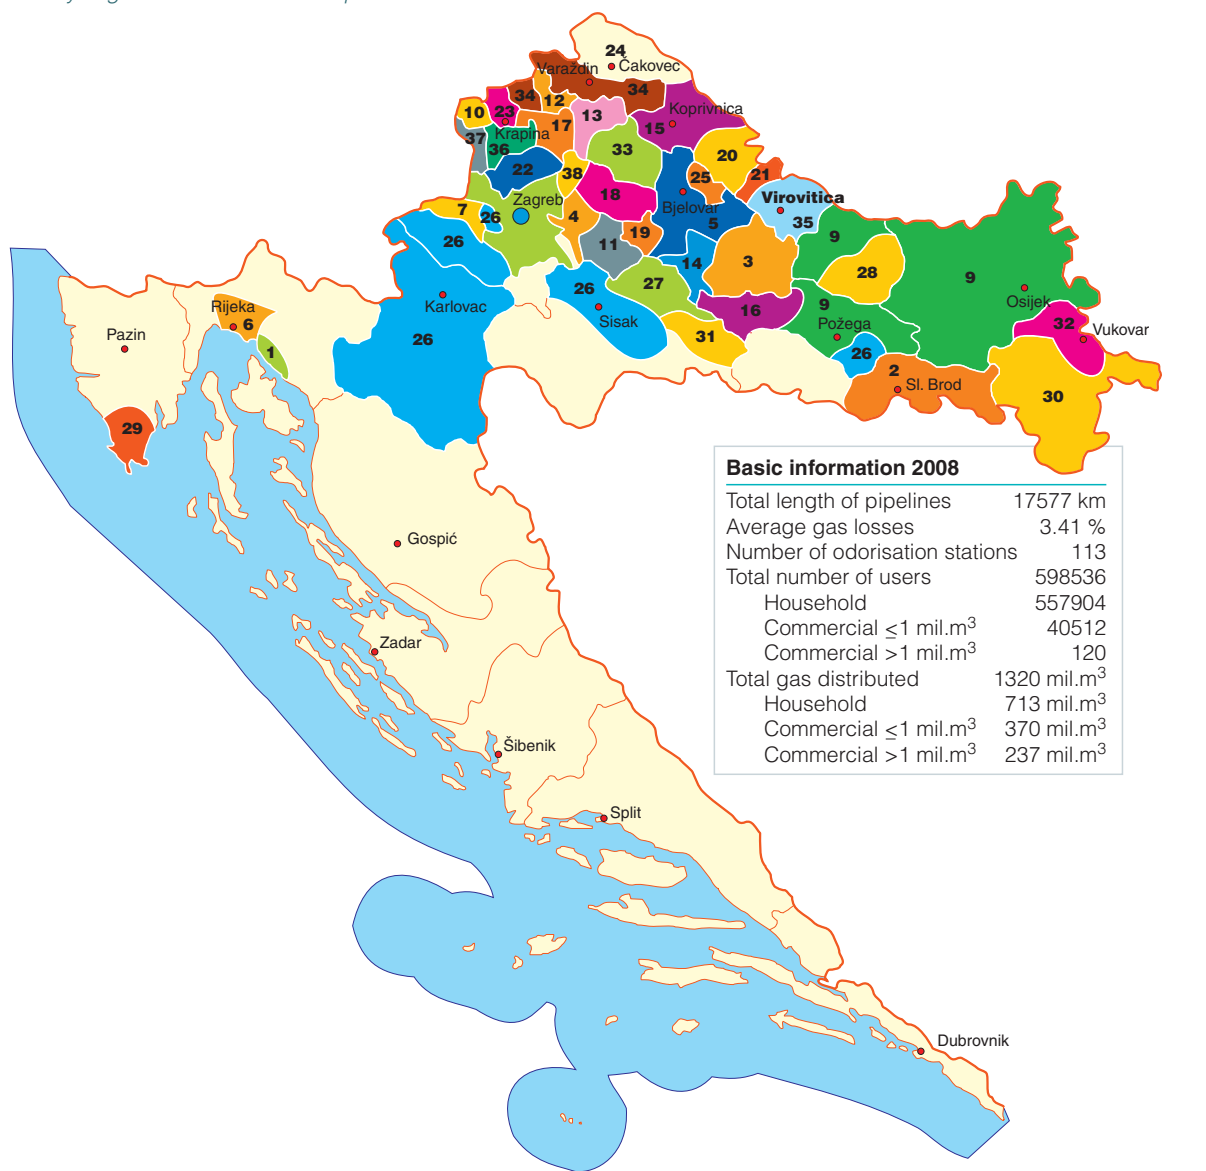 24
Čakovec
Varaždin
34
34
12
10
23
13
Koprivnica
17
15
37
Krapina
36
33
20
22
38
25
21
18
Zagreb
Virovitica
7
26
4
Bjelovar
5
35
26
11
19
9
14
3
28
9
27
26
Karlovac
Sisak
16
9
Osijek
Rijeka
6
Požega
32
Vukovar
Pazin
26
31
26
1
2
Sl. Brod
30
29
Basic information 2008
Total length of pipelines 17577 km
Average gas losses 3.41 %
Number of odorisation stations 113
Total number of users 598536
Household 557904
Commercial ≤1 mil.m³ 40512
Commercial >1 mil.m³ 120
Total gas distributed 1320 mil.m³
Household 713 mil.m³
Commercial ≤1 mil.m³ 370 mil.m³
Commercial >1 mil.m³ 237 mil.m³
Gospić
Zadar
Šibenik
Split
Dubrovnik